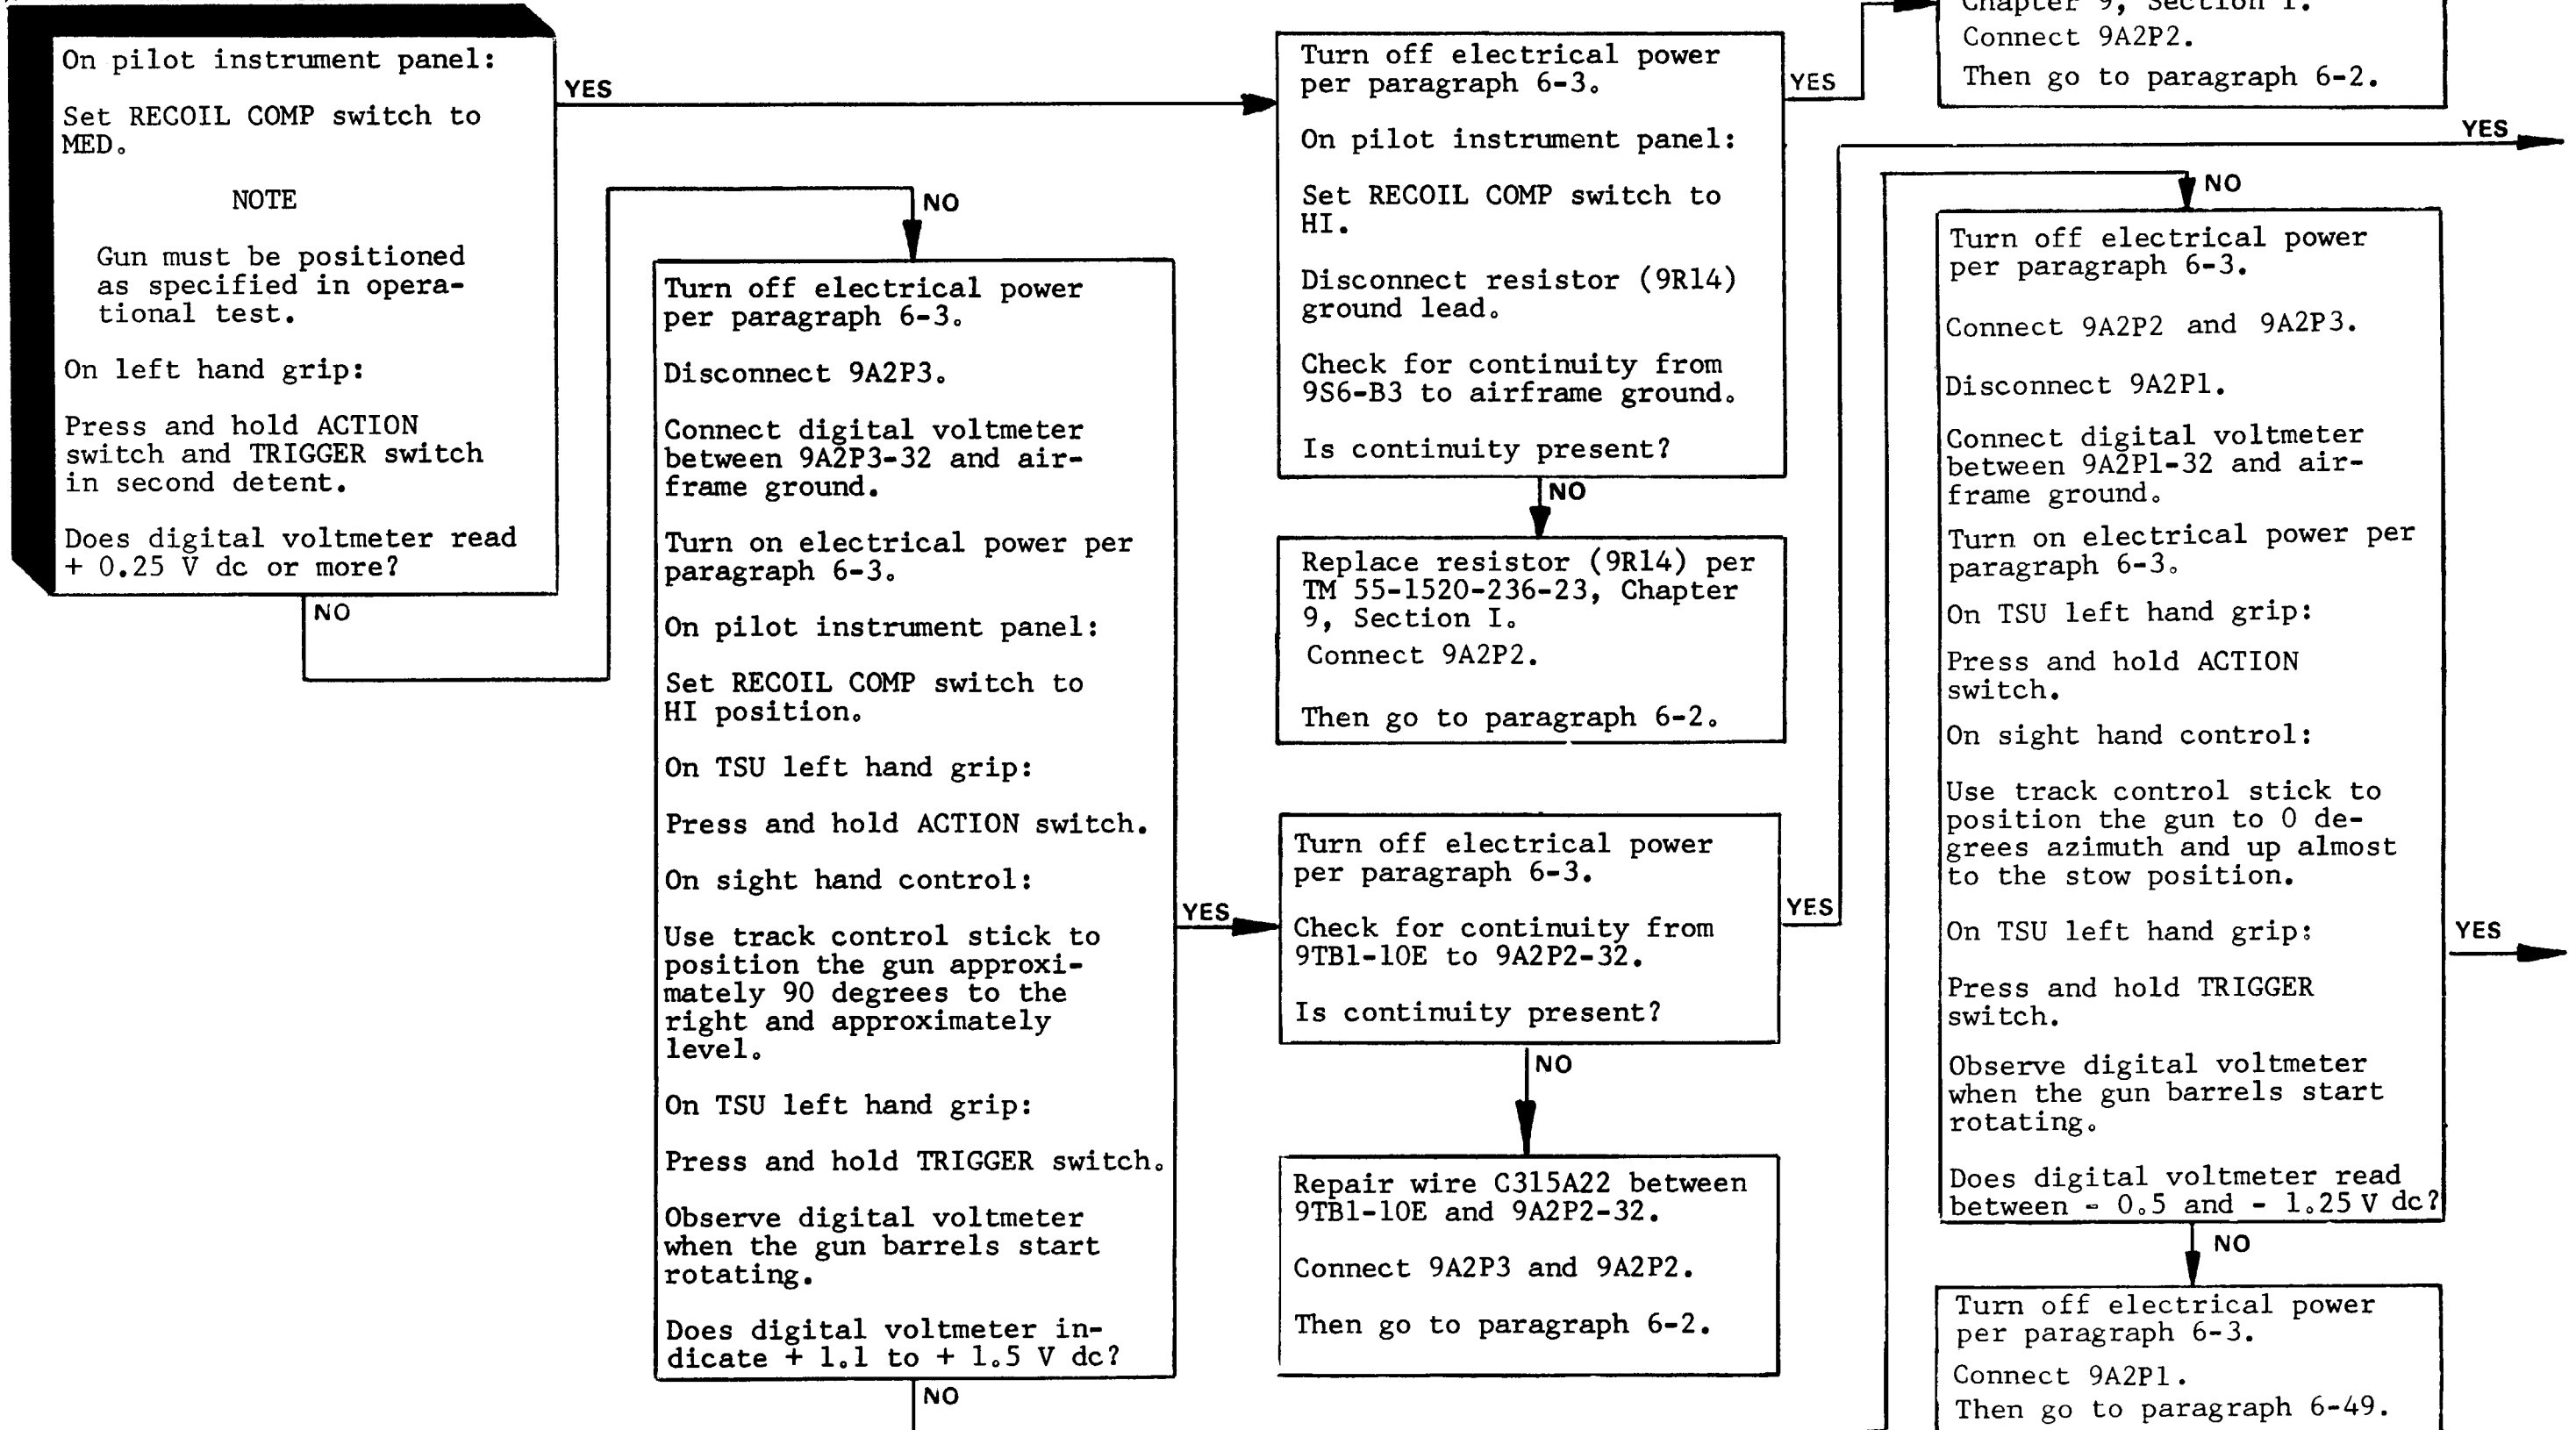 On pilot instrument panel:
Set RECOIL COMP switch to
MED.
NOTE
Gun must be positioned
as specified in opera-
tional test.
On left hand grip:
Press and hold ACTION
switch and TRIGGER switch
in second detent.
Does digital voltmeter read
+ 0.25 V dc or more?
YES
NO
NO
Turn off electrical power
per paragraph 6-3.
Disconnect 9A2P3.
Connect digital voltmeter
between 9A2P3-32 and air-
frame ground.
Turn on electrical power per
paragraph 6-3.
On pilot instrument panel:
Set RECOIL COMP switch to
HI position.
On TSU left hand grip:
Press and hold ACTION switch.
On sight hand control:
Use track control stick to
position the gun approxi-
mately 90 degrees to the
right and approximately
level.
On TSU left hand grip:
Press and hold TRIGGER switch.
Observe digital voltmeter
when the gun barrels start
rotating.
Does digital voltmeter in-
dicate + 1.1 to + 1.5 V dc?
YES
NO
Turn off electrical power
per paragraph 6-3.
On pilot instrument panel:
Set RECOIL COMP switch to
HI.
Disconnect resistor (9R14)
ground lead.
Check for continuity from
9S6-B3 to airframe ground.
Is continuity present?
YES
NO
Replace resistor (9R14) per
TM 55-1520-236-23, Chapter
9, Section I.
Connect 9A2P2.
Then go to paragraph 6-2.
Turn off electrical power
per paragraph 6-3.
Check for continuity from
9TB1-10E to 9A2P2-32.
Is continuity present?
YES
NO
Repair wire C315A22 between
9TB1-10E and 9A2P2-32.
Connect 9A2P3 and 9A2P2.
Then go to paragraph 6-2.
Chapter 9, Section I.
Connect 9A2P2.
Then go to paragraph 6-2.
YES
NO
Turn off electrical power
per paragraph 6-3.
Connect 9A2P2 and 9A2P3.
Disconnect 9A2P1.
Connect digital voltmeter
between 9A2P1-32 and air-
frame ground.
Turn on electrical power per
paragraph 6-3.
On TSU left hand grip:
Press and hold ACTION
switch.
On sight hand control:
Use track control stick to
position the gun to 0 de-
grees azimuth and up almost
to the stow position.
On TSU left hand grip:
Press and hold TRIGGER
switch.
Observe digital voltmeter
when the gun barrels start
rotating.
Does digital voltmeter read
between - 0.5 and - 1.25 V dc?
YES
NO
Turn off electrical power
per paragraph 6-3.
Connect 9A2P1.
Then go to paragraph 6-49.